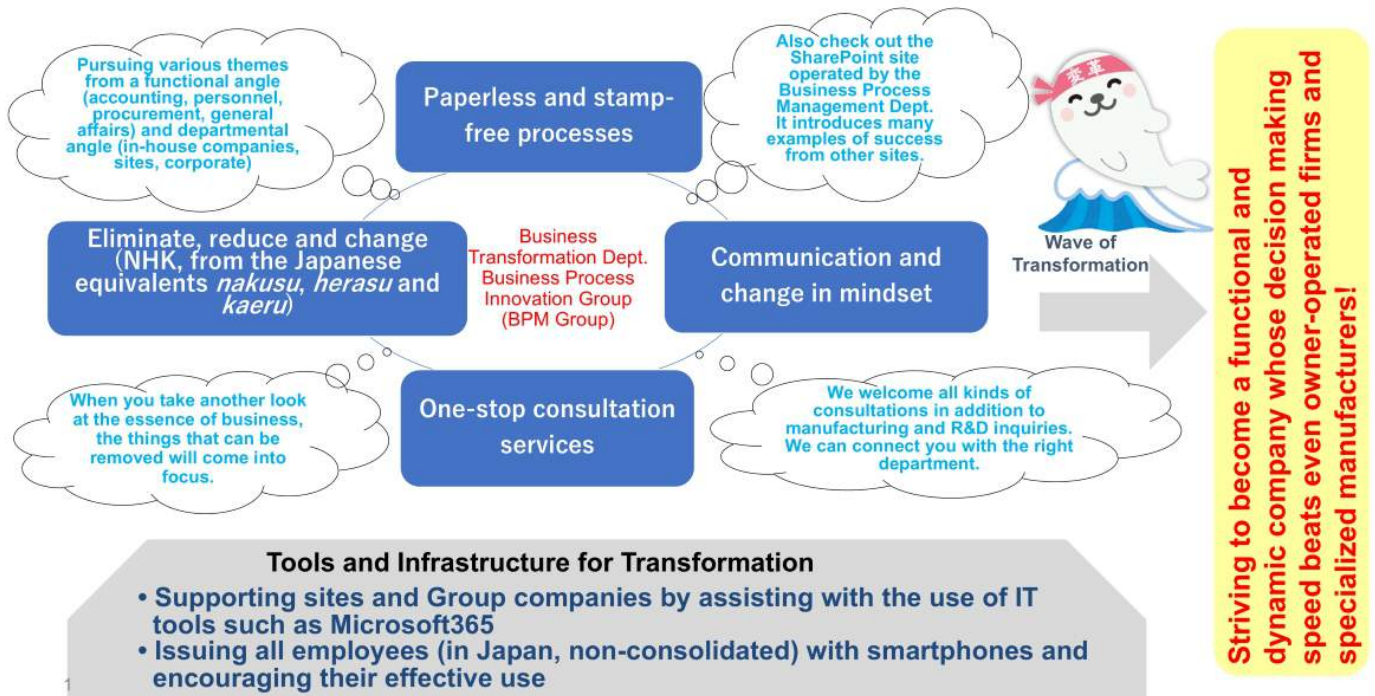 Pursuing various themes
from a functional angle
(accounting, personnel,
procurement, general
affairs) and departmental
angle (in-house companies,
sites, corporate)
Paperless and stamp-
free processes
Also check out the
SharePoint site
operated by the
Business Process
Management Dept.
It introduces many
examples of success
from other sites.
変革
Eliminate, reduce and change
(NHK, from the Japanese
equivalents nakusu, herasu and
kaeru)
Business
Transformation Dept.
Business Process
Innovation Group
(BPM Group)
Communication and
change in mindset
Wave of
Transformation
When you take another look
at the essence of business,
the things that can be
removed will come into
focus.
One-stop consultation
services
We welcome all kinds of
consultations in addition to
manufacturing and R&D inquiries.
We can connect you with the right
department.
Striving to become a functional and
dynamic company whose decision making
speed beats even owner-operated firms and
specialized manufacturers!
Tools and Infrastructure for Transformation
• Supporting sites and Group companies by assisting with the use of IT
tools such as Microsoft365
• Issuing all employees (in Japan, non-consolidated) with smartphones and
encouraging their effective use
1